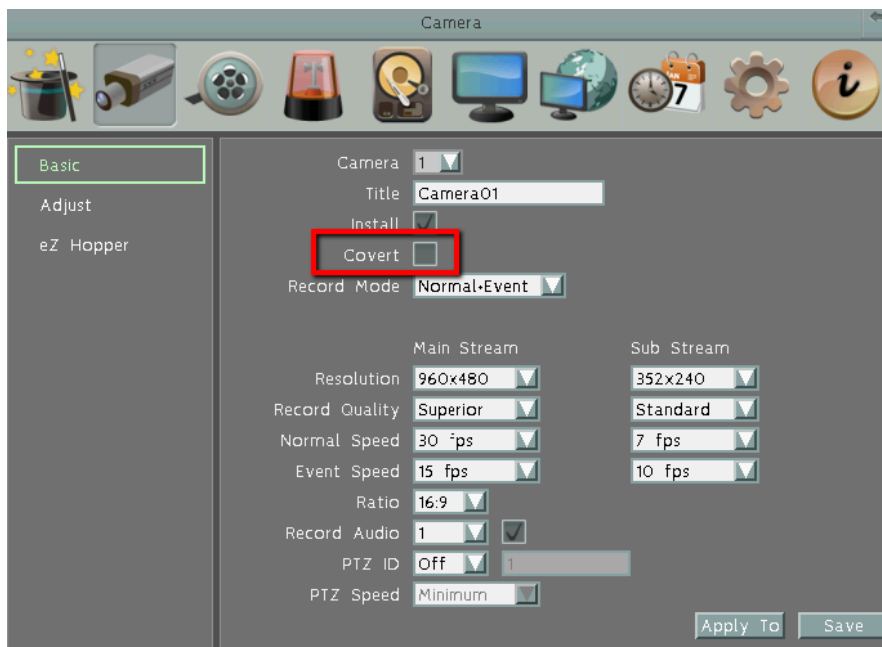 Camera
7
i
Basic
Adjust
eZ Hopper
Camera 1
Title Camera01
Install
Covert
Record Mode Normal+Event
Main Stream Sub Stream
Resolution 960x480 352x240
Record Quality Superior Standard
Normal Speed 30 fps 7 fps
Event Speed 15 fps 10 fps
Ratio 16:9
Record Audio 1
PTZ ID Off 1
PTZ Speed Minimum
Apply To Save